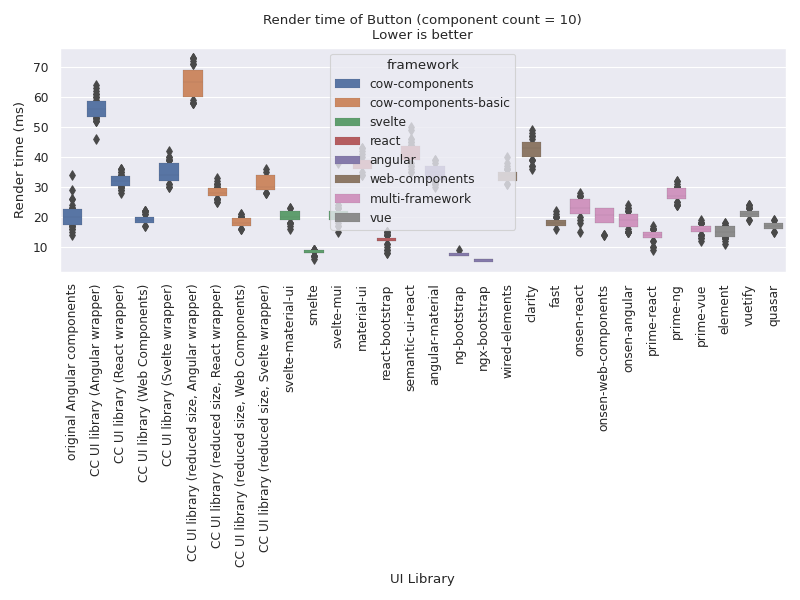 Render time of Button (component count = 10)
Lower is better
Render time (ms)
70
60
50
40
30
20
10
framework
cow-components
cow-components-basic
svelte
react
angular
web-components
multi-framework
vue
original Angular components
CC UI library (Angular wrapper)
CC UI library (React wrapper)
CC UI library (Web Components)
CC UI library (Svelte wrapper)
CC UI library (reduced size, Angular wrapper)
CC UI library (reduced size, React wrapper)
CC UI library (reduced size, Web Components)
CC UI library (reduced size, Svelte wrapper)
svelte-material-ui
smelte
svelte-mui
material-ui
react-bootstrap
semantic-ui-react
angular-material
ng-bootstrap
ngx-bootstrap
wired-elements
clarity
fast
onsen-react
onsen-web-components
onsen-angular
prime-react
prime-ng
prime-vue
element
vuetify
quasar
UI Library